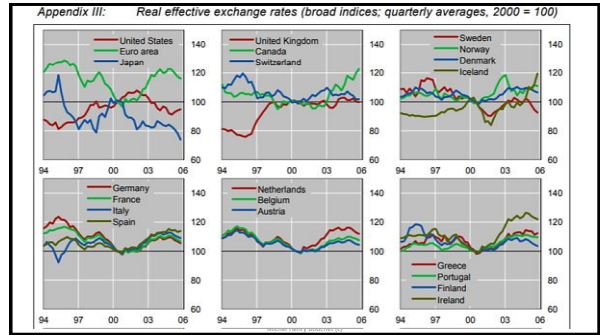 Appendix III: Real effective exchange rates (broad indices; quarterly averages, 2000 = 100)
United States
Euro area
Japan
140
120
100
80
60
94 97 00 03 06
United Kingdom
Canada
Switzerland
140
120
100
80
60
94 97 00 03 06
Sweden
Norway
Denmark
Iceland
140
120
100
80
60
94 97 00 03 06
Germany
France
Italy
Spain
140
120
100
80
60
94 97 00 03 06
Netherlands
Belgium
Austria
140
120
100
80
60
94 97 00 03 06
Greece
Portugal
Finland
Ireland
140
120
100
80
60
94 97 00 03 06